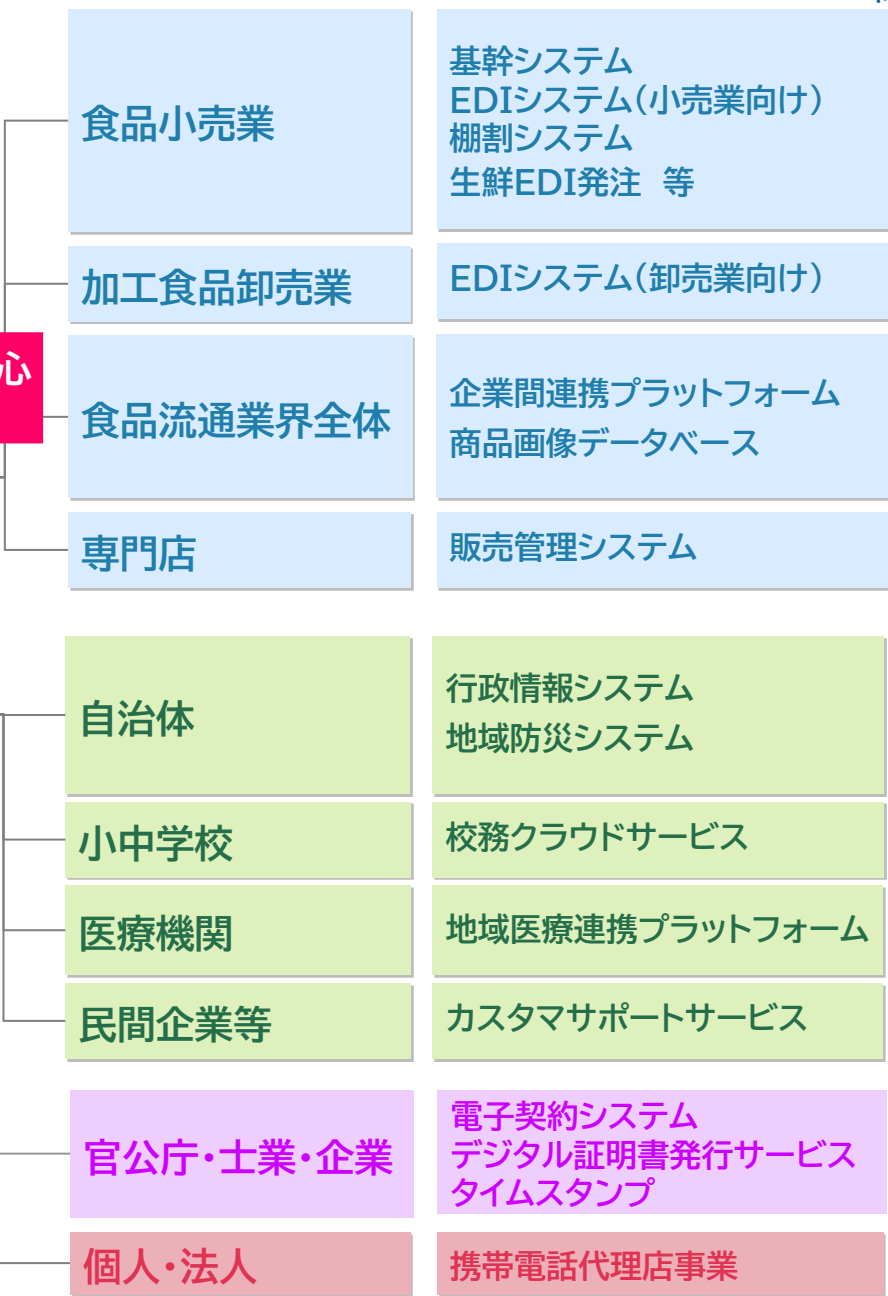 食品小売業
基幹システム
EDIシステム(小売業向け)
棚割システム
生鮮EDI発注 等
加工食品卸売業
EDIシステム(卸売業向け)
心
食品流通業界全体
企業間連携プラットフォーム
商品画像データベース
専門店
販売管理システム
自治体
行政情報システム
地域防災システム
小中学校
校務クラウドサービス
医療機関
地域医療連携プラットフォーム
民間企業等
カスタマサポートサービス
官公庁・士業・企業
電子契約システム
デジタル証明書発行サービス
タイムスタンプ
個人・法人
携帯電話代理店事業